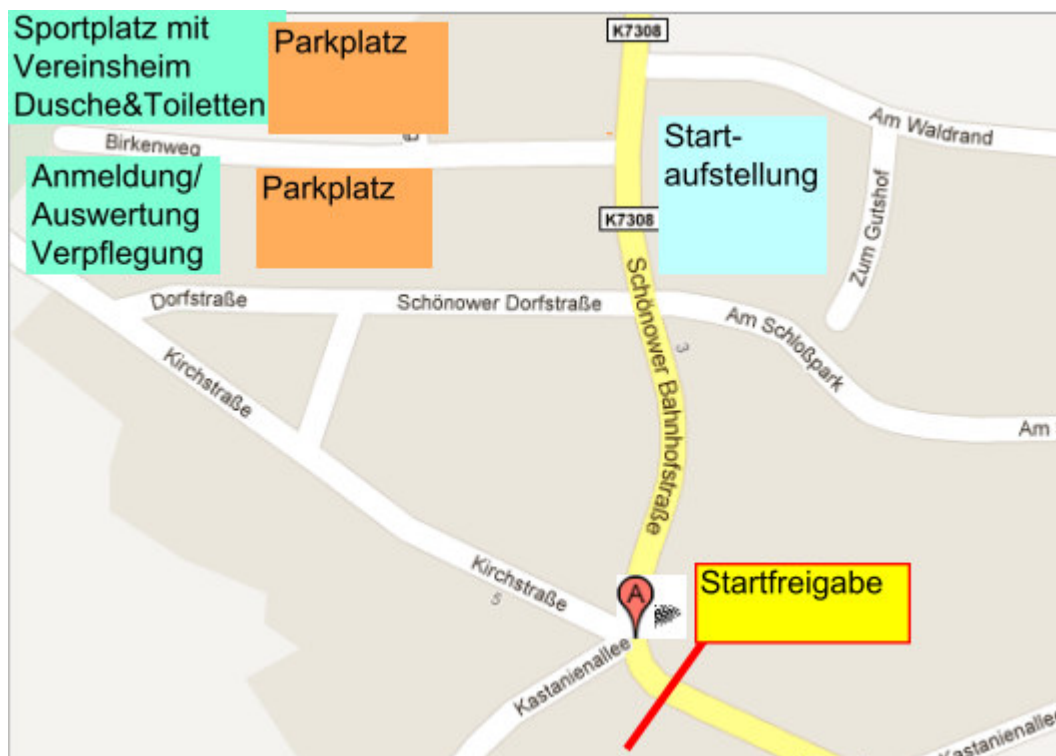 Sportplatz mit
Vereinsheim
Dusche&Toiletten
Parkplatz
K7308
Am Waldrand
Birkenweg
Start-
aufstellung
Anmeldung/
Auswertung
Verpflegung
Parkplatz
K7308
Zum Gutshof
Dorfstraße
Schönower Dorfstraße
Schönower Bahnhofstraße
3
Am Schloßpark
Am
Kirchstraße
Kirchstraße
5
A
Startfreigabe
Kastanienallee
Kastanienallee